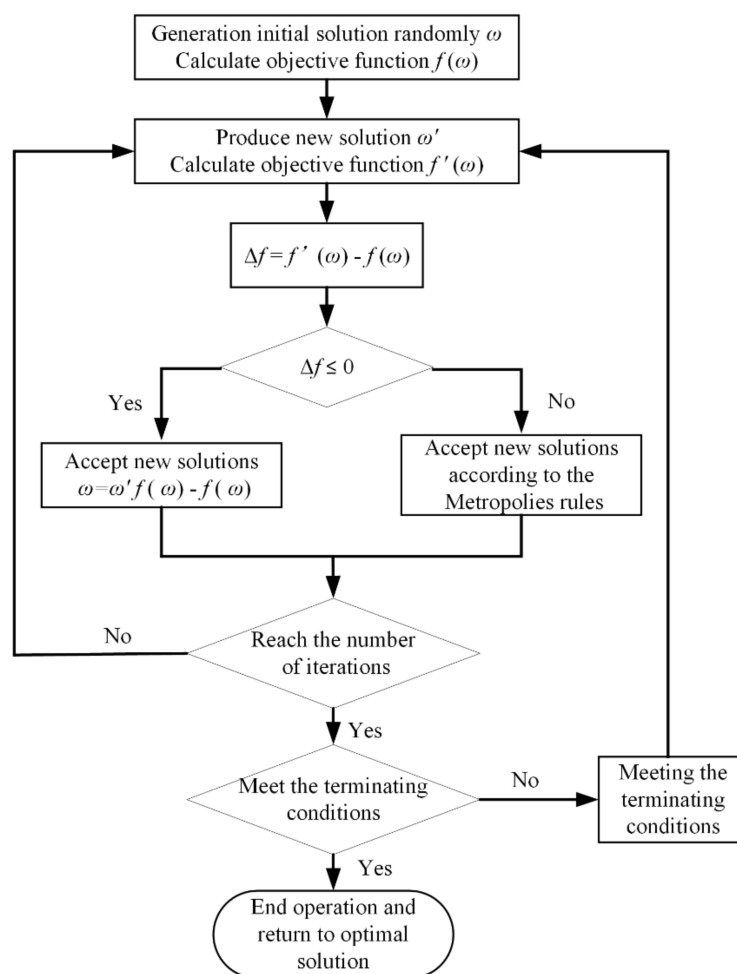 Generation initial solution randomly ω
Calculate objective function f (ω)
Produce new solution ω′
Calculate objective function f ′ (ω)
Δf = f ’ (ω) - f (ω)
Δf ≤ 0
Yes
No
Accept new solutions
ω=ω′ f ( ω) - f ( ω)
Accept new solutions
according to the
Metropolies rules
No
Reach the number
of iterations
Yes
Meet the terminating
conditions
No
Meeting the
terminating
conditions
Yes
End operation and
return to optimal
solution